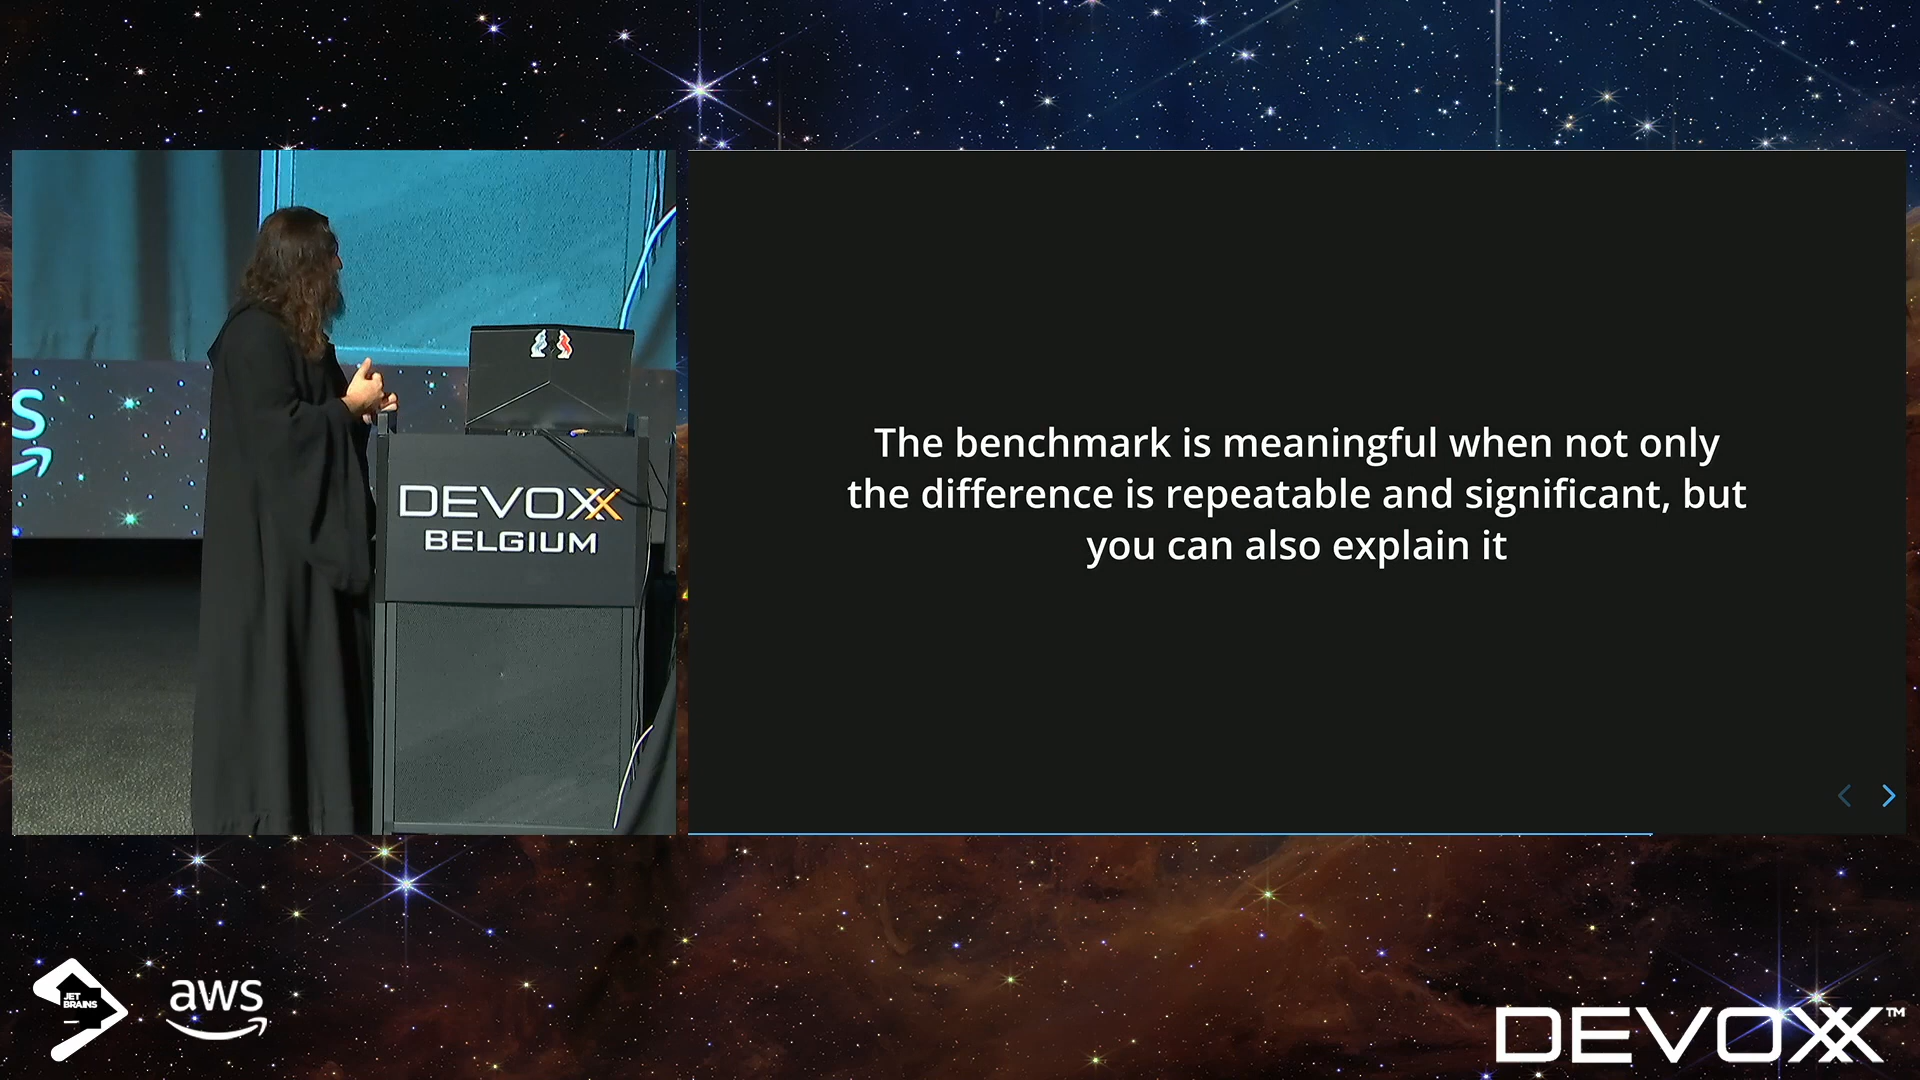 S
DEVOXX
BELGIUM
The benchmark is meaningful when not only
the difference is repeatable and significant, but
you can also explain it
JET
BRAINS
aws
DEVOXX™